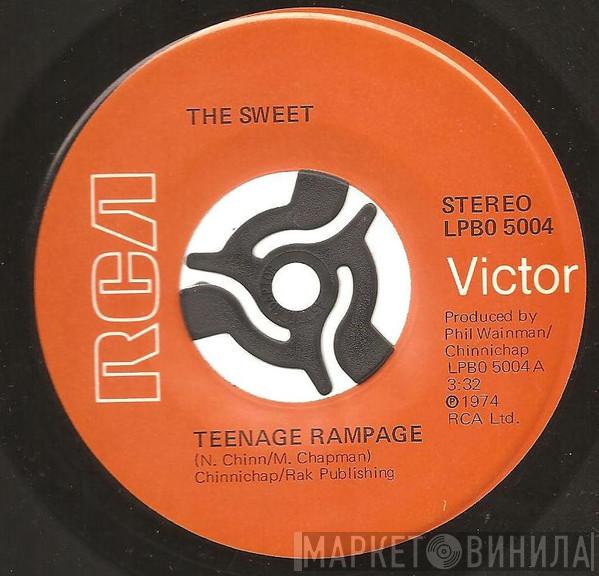 THE SWEET
RCA
STEREO
LPBO 5004
Victor
Produced by
Phil Wainman/
Chinnichap
LPBO 5004 A
3:32
℗ 1974
RCA Ltd.
TEENAGE RAMPAGE
(N. Chinn/M. Chapman)
Chinnichap/Rak Publishing
МАРКЕТ ВИНИЛА